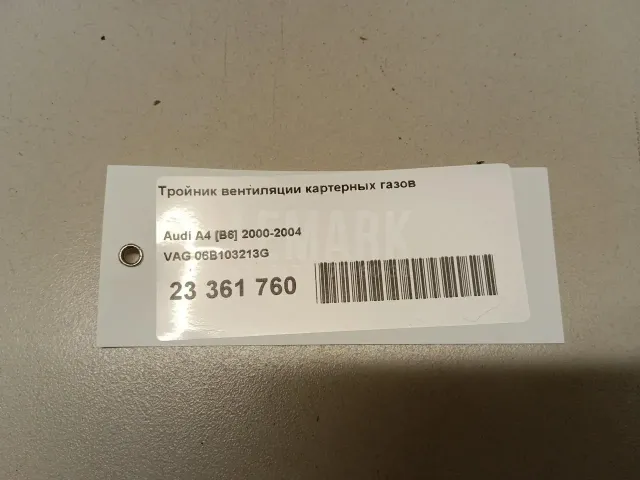 Тройник вентиляции картерных газов
Audi A4 [B6] 2000-2004
VAG 06B103213G
23 361 760